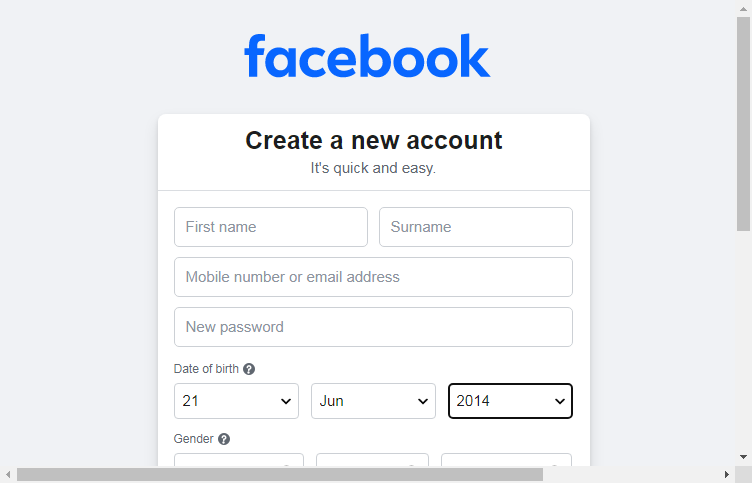 facebook
Create a new account
It's quick and easy.
First name Surname
Mobile number or email address
New password
Date of birth ?
21 Jun 2014
Gender ?